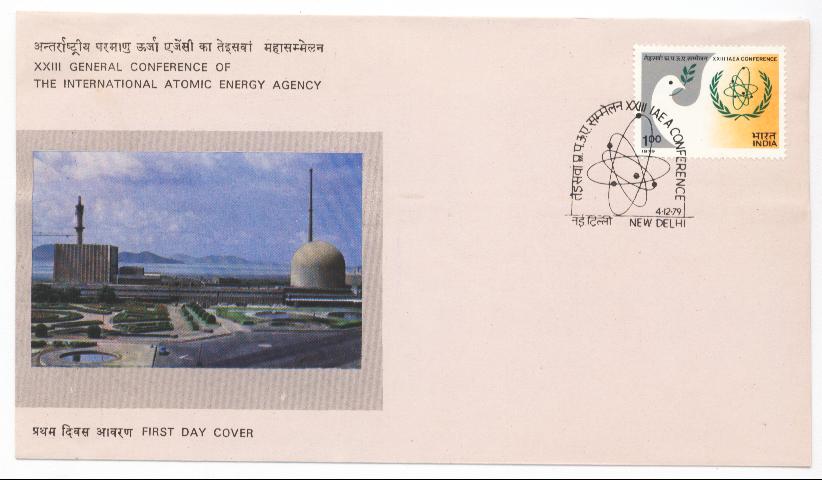 अन्तर्राष्ट्रीय परमाणु ऊर्जा एजेंसी का तेइसवां महासम्मेलन
XXIII GENERAL CONFERENCE OF
THE INTERNATIONAL ATOMIC ENERGY AGENCY
तेइसवां अ.प.ऊ.ए. सम्मेलन XXIII IAEA CONFERENCE
1.00
1979
भारत
INDIA
तेइसवां अ.प.ऊ.ए. सम्मेलन XXIII IAEA CONFERENCE
4·12·79
नई दिल्ली NEW DELHI
प्रथम दिवस आवरण FIRST DAY COVER